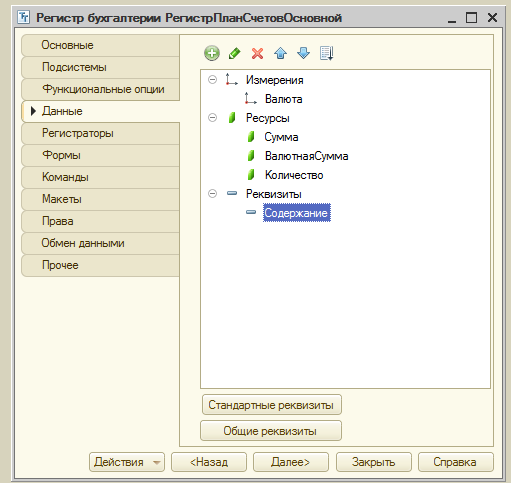 Регистр бухгалтерии РегистрПланСчетовОсновной
Основные
Подсистемы
Функциональные опции
Данные
Регистраторы
Формы
Команды
Макеты
Права
Обмен данными
Прочее
Измерения
Валюта
Ресурсы
Сумма
ВалютнаяСумма
Количество
Реквизиты
Содержание
Стандартные реквизиты
Общие реквизиты
Действия
<Назад
Далее>
Закрыть
Справка